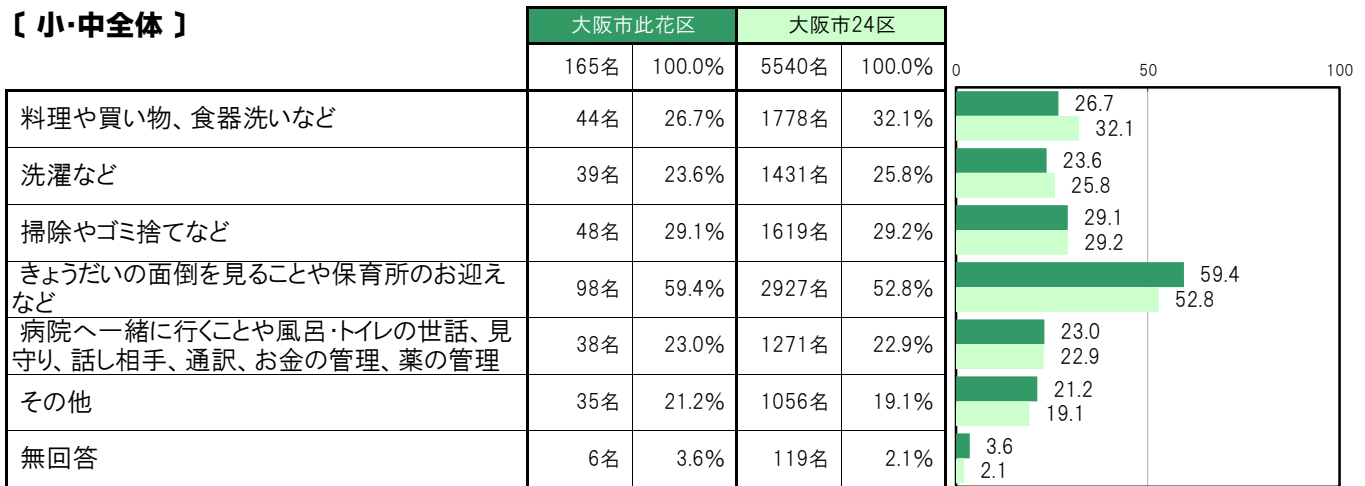 〔 小・中全体 〕
大阪市此花区 大阪市24区
165名 100.0% 5540名 100.0%
0 50 100
料理や買い物、食器洗いなど 44名 26.7% 1778名 32.1% 26.7
32.1
洗濯など 39名 23.6% 1431名 25.8% 23.6
25.8
掃除やゴミ捨てなど 48名 29.1% 1619名 29.2% 29.1
29.2
きょうだいの面倒を見ることや保育所のお迎え
など 98名 59.4% 2927名 52.8% 59.4
52.8
病院へ一緒に行くことや風呂・トイレの世話、見
守り、話し相手、通訳、お金の管理、薬の管理 38名 23.0% 1271名 22.9% 23.0
22.9
その他 35名 21.2% 1056名 19.1% 21.2
19.1
無回答 6名 3.6% 119名 2.1% 3.6
2.1